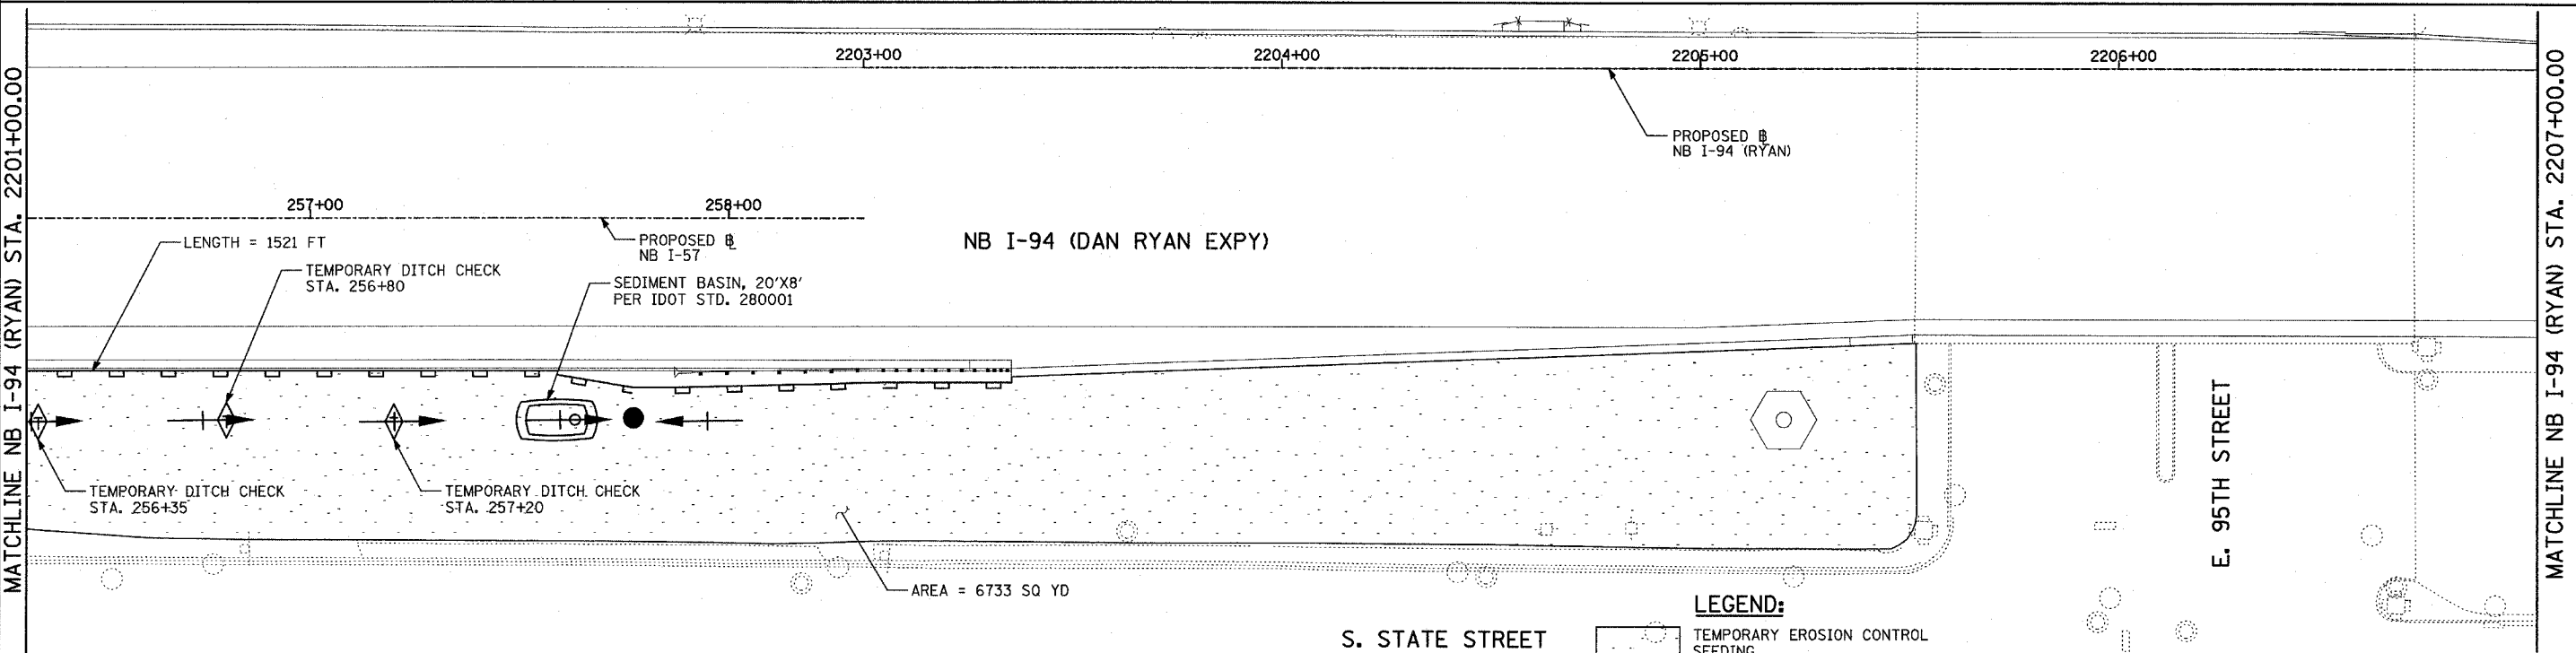 2203+00
2204+00
2205+00
2206+00
MATCHLINE NB I-94 (RYAN) STA. 2201+00.00
MATCHLINE NB I-94 (RYAN) STA. 2207+00.00
PROPOSED ℄
NB I-94 (RYAN)
257+00
258+00
LENGTH = 1521 FT
PROPOSED ℄
NB I-57
NB I-94 (DAN RYAN EXPY)
TEMPORARY DITCH CHECK
STA. 256+80
SEDIMENT BASIN, 20'X8'
PER IDOT STD. 280001
TEMPORARY DITCH CHECK
STA. 256+35
TEMPORARY DITCH CHECK
STA. 257+20
E. 95TH STREET
AREA = 6733 SQ YD
LEGEND:
S. STATE STREET
TEMPORARY EROSION CONTROL
SEEDING